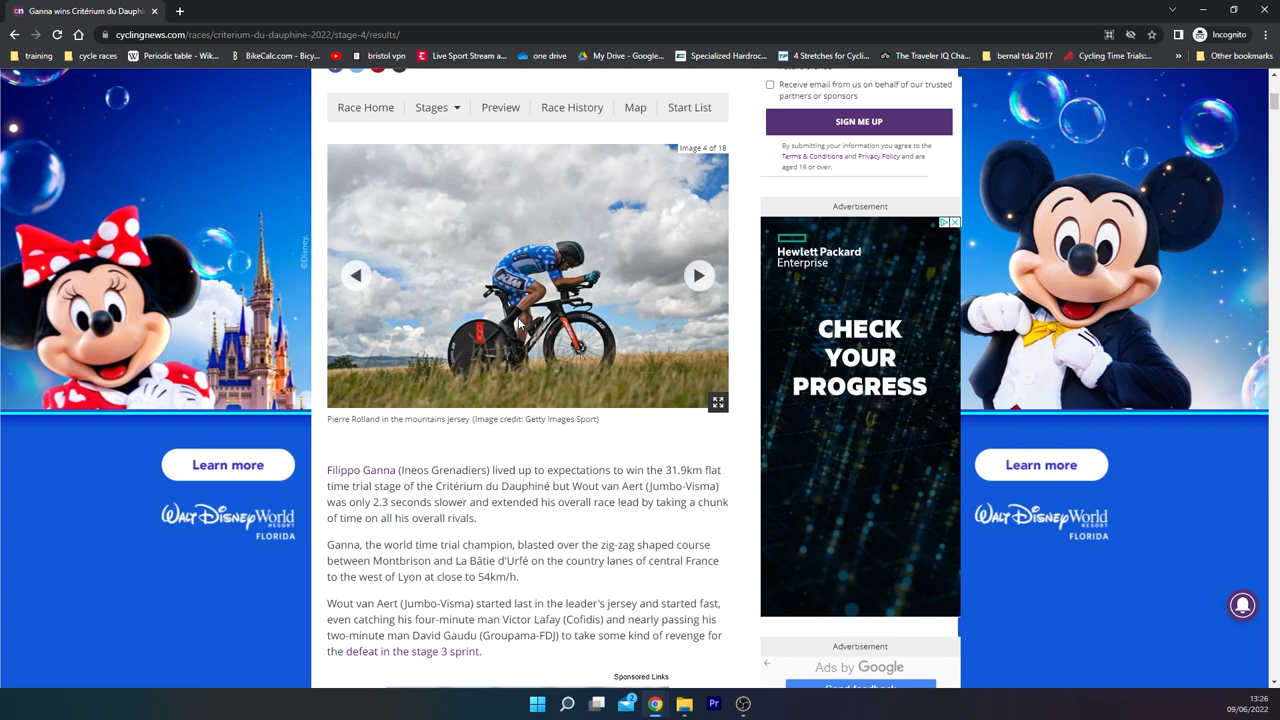 Ganna wins Critérium du Dauphin
cyclingnews.com/races/criterium-du-dauphine-2022/stage-4/results/
Incognito
training
cycle races
Periodic table - Wik...
BikeCalc.com - Bicy...
bristol vpn
Live Sport Stream a...
one drive
My Drive - Google...
Specialized Hardroc...
4 Stretches for Cycli...
The Traveler IQ Cha...
bernal tda 2017
Cycling Time Trials:...
Other bookmarks
Receive email from us on behalf of our trusted
partners or sponsors
SIGN ME UP
By submitting your information you agree to the
Terms & Conditions and Privacy Policy and are
aged 16 or over.
Race Home
Stages
Preview
Race History
Map
Start List
Image 4 of 18
KTM
Pierre Rolland in the mountains jersey (Image credit: Getty Images Sport)
Filippo Ganna (Ineos Grenadiers) lived up to expectations to win the 31.9km flat
time trial stage of the Critérium du Dauphiné but Wout van Aert (Jumbo-Visma)
was only 2.3 seconds slower and extended his overall race lead by taking a chunk
of time on all his overall rivals.
Ganna, the world time trial champion, blasted over the zig-zag shaped course
between Montbrison and La Bâtie d'Urfé on the country lanes of central France
to the west of Lyon at close to 54km/h.
Wout van Aert (Jumbo-Visma) started last in the leader's jersey and started fast,
even catching his four-minute man Victor Lafay (Cofidis) and nearly passing his
two-minute man David Gaudu (Groupama-FDJ) to take some kind of revenge for
the defeat in the stage 3 sprint.
Sponsored Links
Advertisement
Hewlett Packard
Enterprise
CHECK
YOUR
PROGRESS
Advertisement
Ads by Google
Send feedback
©Disney.
Learn more
Walt Disney World
RESORT
FLORIDA
Learn more
Walt Disney World
RESORT
FLORIDA
2
Pr
13:26
09/06/2022